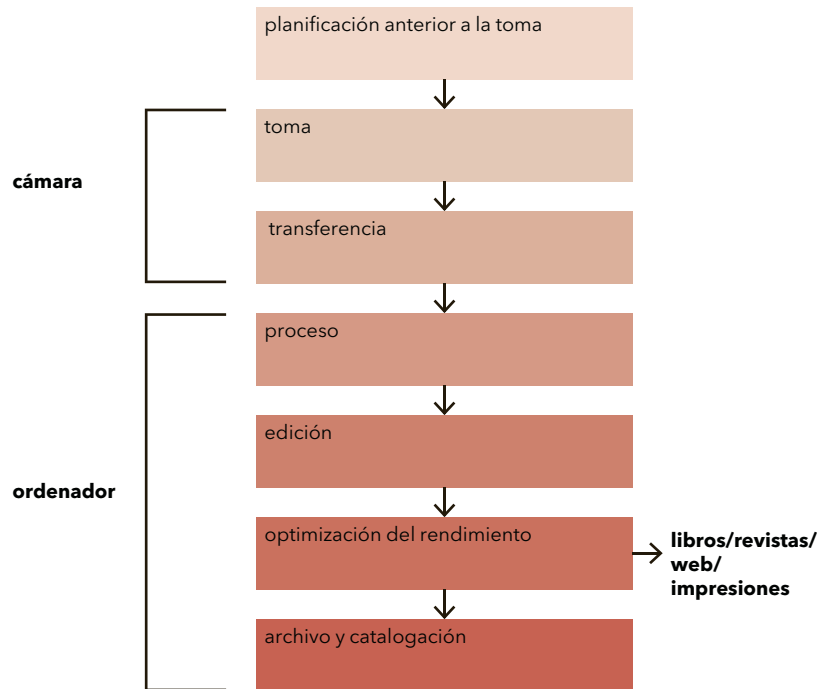 planificación anterior a la toma
toma
cámara
transferencia
proceso
edición
ordenador
optimización del rendimiento
libros/revistas/
web/
impresiones
archivo y catalogación